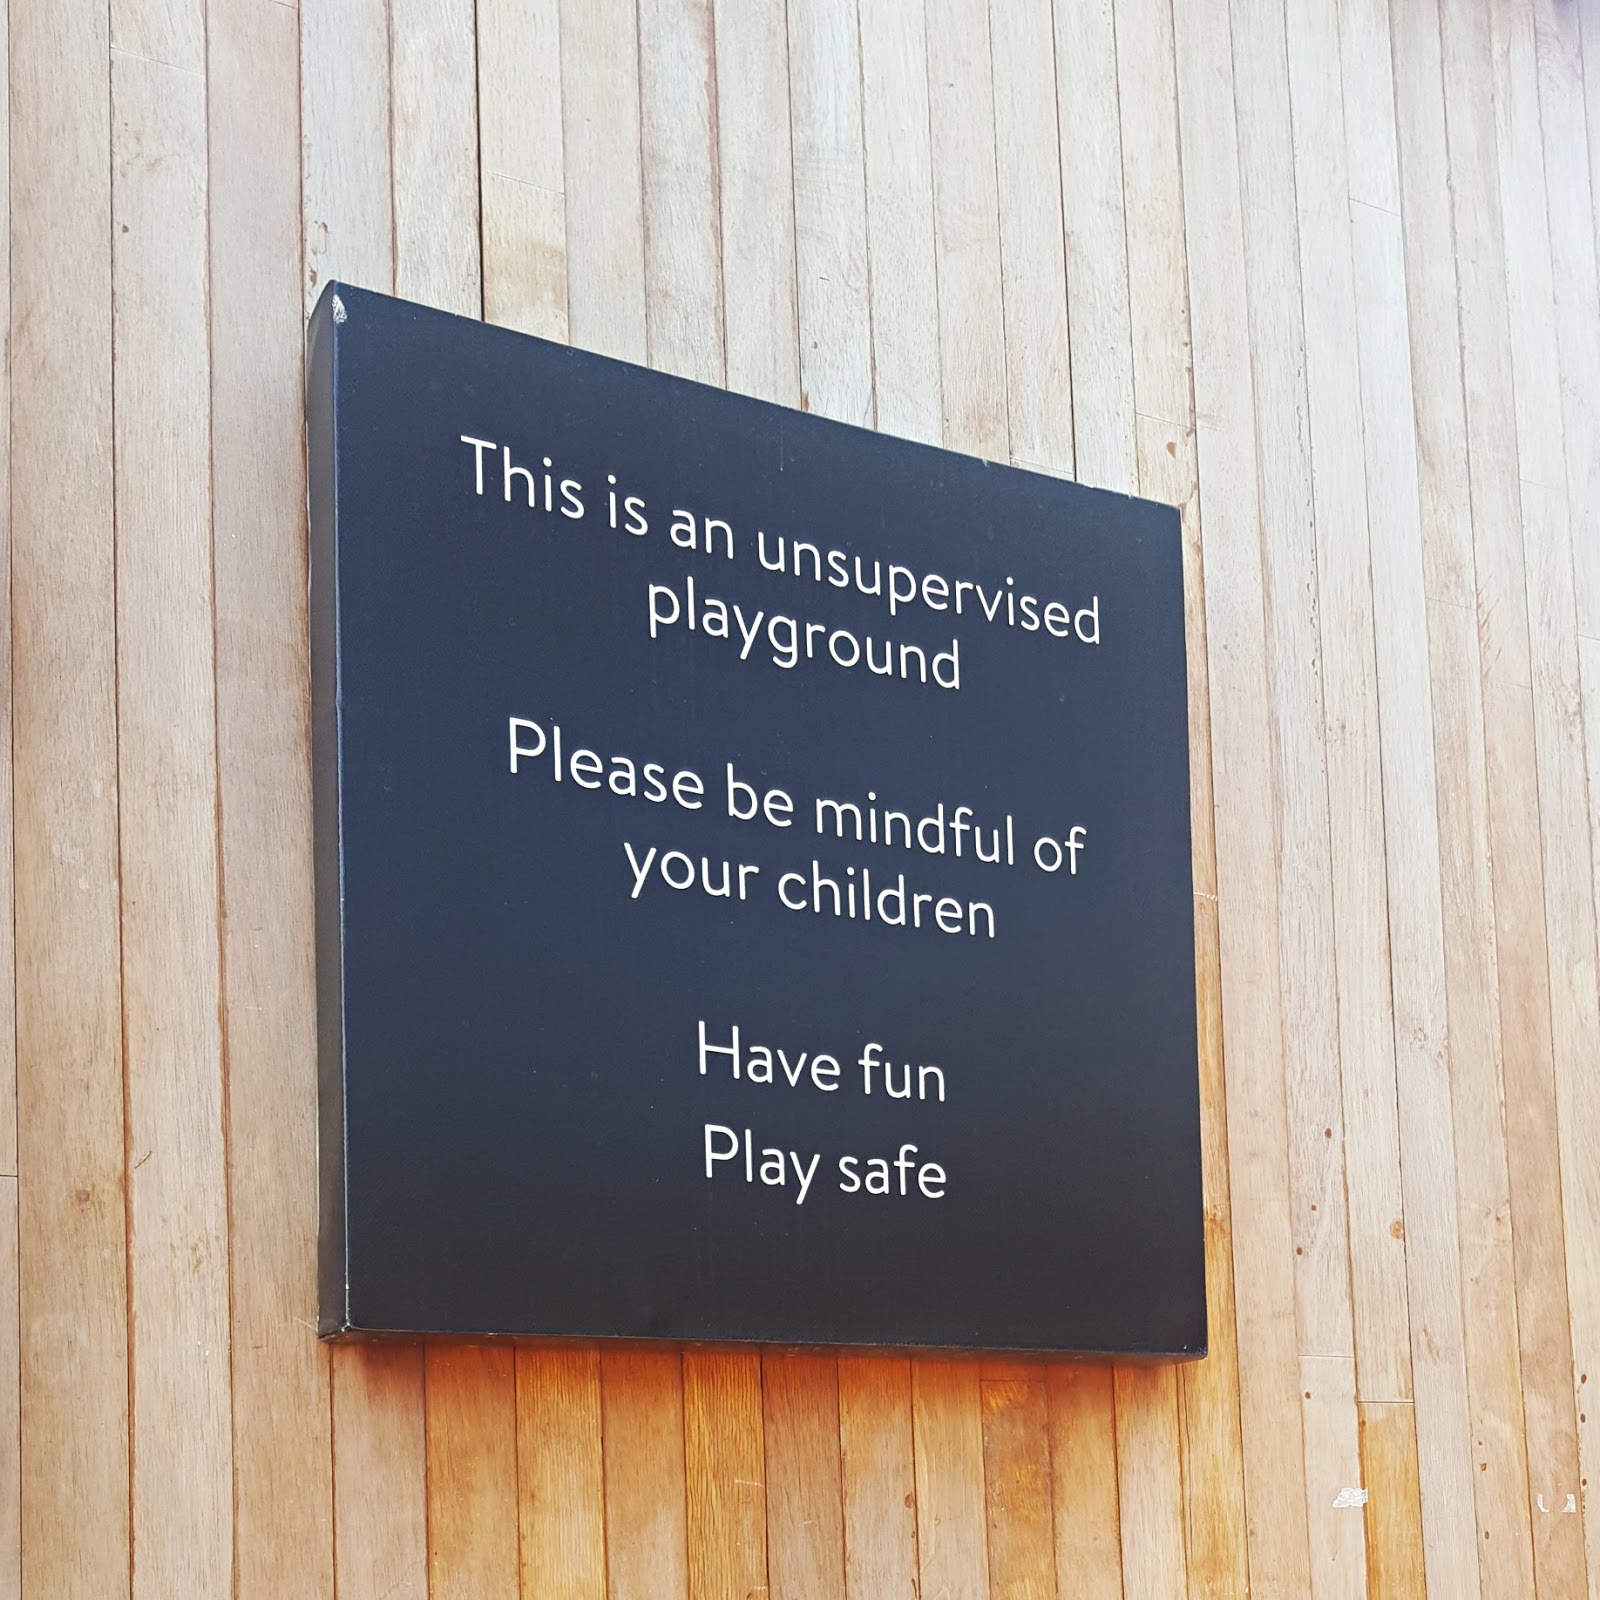 This is an unsupervised
playground
Please be mindful of
your children
Have fun
Play safe